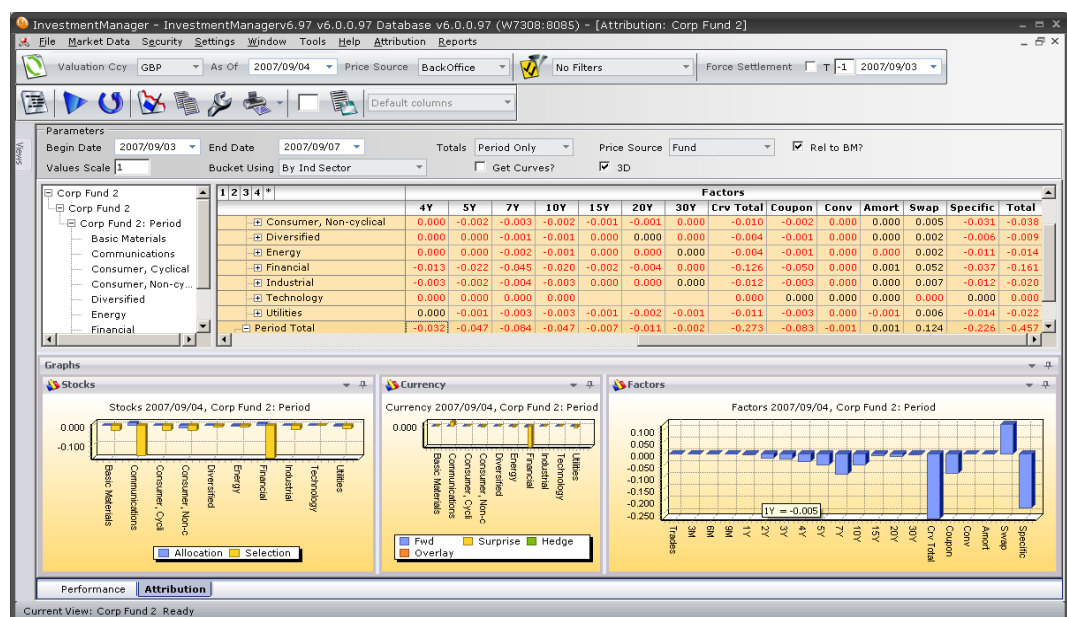 InvestmentManager - InvestmentManagerv6.97 v6.0.0.97 Database v6.0.0.97 (W7308:8085) - [Attribution: Corp Fund 2]
File Market Data Security Settings Window Tools Help Attribution Reports
Valuation Ccy GBP As Of 2007/09/04 Price Source BackOffice No Filters Force Settlement T -1 2007/09/03
Default columns
Views
Parameters
Begin Date 2007/09/03 End Date 2007/09/07 Totals Period Only Price Source Fund Rel to BM?
Values Scale 1 Bucket Using By Ind Sector Get Curves? 3D
Corp Fund 2
Corp Fund 2
Corp Fund 2: Period
Basic Materials
Communications
Consumer, Cyclical
Consumer, Non-cy...
Diversified
Energy
Financial
1 2 3 4 * Factors
4Y 5Y 7Y 10Y 15Y 20Y 30Y Crv Total Coupon Conv Amort Swap Specific Total
Consumer, Non-cyclical 0.000 -0.002 -0.003 -0.002 -0.001 -0.001 0.000 -0.010 -0.002 0.000 0.000 0.005 -0.031 -0.038
Diversified 0.000 0.000 -0.001 -0.001 0.000 0.000 0.000 -0.004 -0.001 0.000 0.000 0.002 -0.006 -0.009
Energy 0.000 0.000 -0.002 -0.001 0.000 0.000 0.000 -0.004 -0.001 0.000 0.000 0.002 -0.011 -0.014
Financial -0.013 -0.022 -0.045 -0.020 -0.002 -0.004 0.000 -0.126 -0.050 0.000 0.001 0.052 -0.037 -0.161
Industrial -0.003 -0.002 -0.004 -0.003 0.000 0.000 0.000 -0.012 -0.003 0.000 0.000 0.007 -0.012 -0.020
Technology 0.000 0.000 0.000 0.000 0.000 0.000 0.000 0.000 0.000 0.000 0.000
Utilities 0.000 -0.001 -0.003 -0.003 -0.001 -0.002 -0.001 -0.011 -0.003 0.000 -0.001 0.006 -0.014 -0.022
Period Total -0.032 -0.047 -0.084 -0.047 -0.007 -0.011 -0.002 -0.273 -0.083 -0.001 0.001 0.124 -0.226 -0.457
Graphs
Stocks
Stocks 2007/09/04, Corp Fund 2: Period
0.000
-0.100
Basic Materials
Communications
Consumer, Cycli
Consumer, Non-c
Diversified
Energy
Financial
Industrial
Technology
Utilities
Allocation Selection
Currency
Currency 2007/09/04, Corp Fund 2: Period
0.000
Basic Materials
Communications
Consumer, Cycli
Consumer, Non-c
Diversified
Energy
Financial
Industrial
Technology
Utilities
Fwd Surprise Hedge
Overlay
Factors
Factors 2007/09/04, Corp Fund 2: Period
0.100
0.050
0.000
-0.050
-0.100
-0.150
-0.200
-0.250
1Y = -0.005
Trades
3M
6M
9M
1Y
2Y
3Y
4Y
5Y
7Y
10Y
15Y
20Y
30Y
Crv Total
Coupon
Conv
Amort
Swap
Specific
Performance Attribution
Current View: Corp Fund 2 Ready